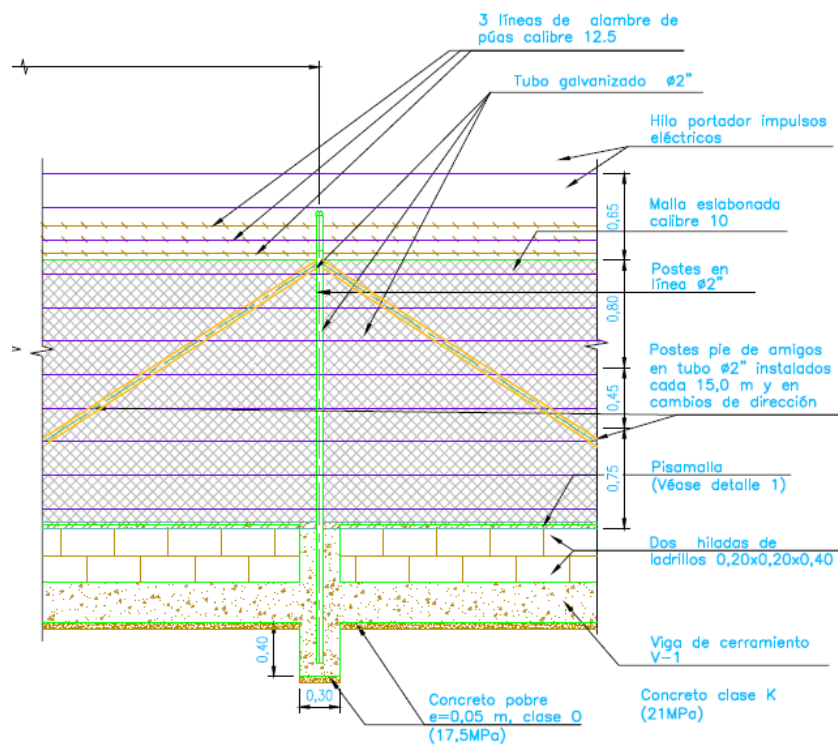 3 líneas de alambre de
púas calibre 12.5
Tubo galvanizado ø2"
Hilo portador impulsos
eléctricos
0,65
Malla eslabonada
calibre 10
Postes en
línea ø2"
0,80
Postes pie de amigos
en tubo ø2" instalados
cada 15,0 m y en
cambios de dirección
0,45
0,75
Pisamalla
(Véase detalle 1)
Dos hiladas de
ladrillos 0,20x0,20x0,40
Viga de cerramiento
V-1
0,40
0,30
Concreto pobre
e=0,05 m, clase O
(17,5MPa)
Concreto clase K
(21MPa)